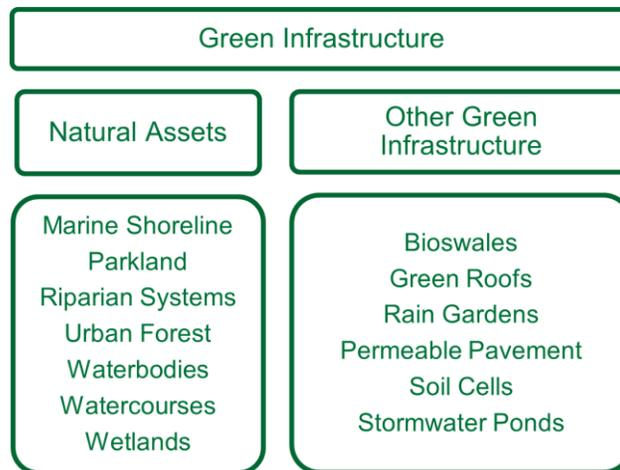 Green Infrastructure
Natural Assets
Other Green
Infrastructure
Marine Shoreline
Parkland
Riparian Systems
Urban Forest
Waterbodies
Watercourses
Wetlands
Bioswales
Green Roofs
Rain Gardens
Permeable Pavement
Soil Cells
Stormwater Ponds